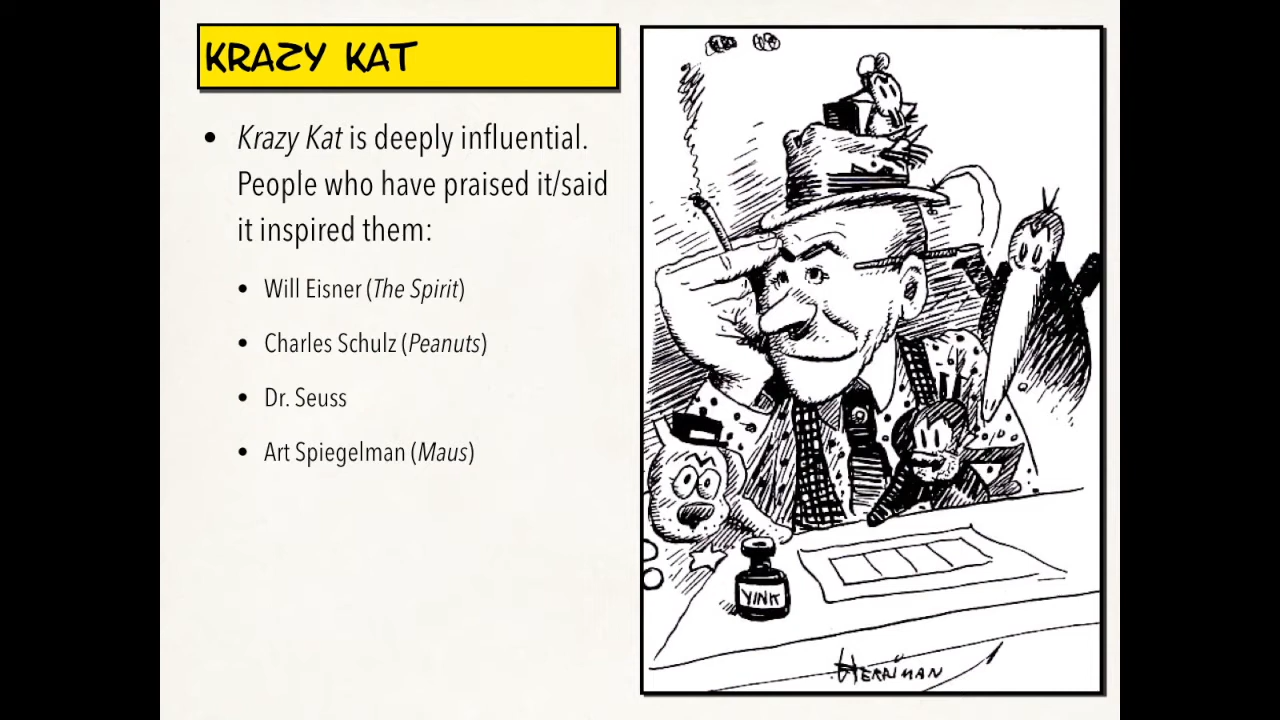 KRAZY KAT
• Krazy Kat is deeply influential.
People who have praised it/said
it inspired them:
• Will Eisner (The Spirit)
• Charles Schulz (Peanuts)
• Dr. Seuss
• Art Spiegelman (Maus)
YINK
HERRIMAN